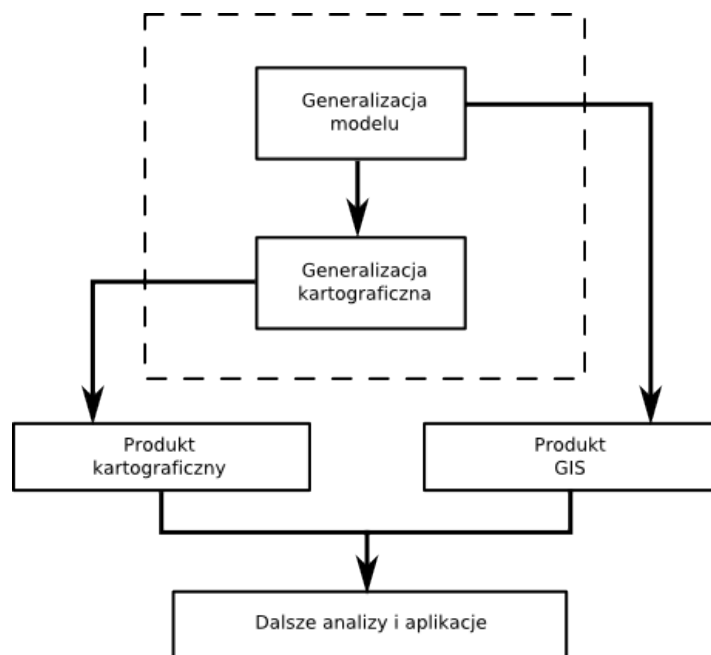 Generalizacja
modelu
Generalizacja
kartograficzna
Produkt
kartograficzny
Produkt
GIS
Dalsze analizy i aplikacje